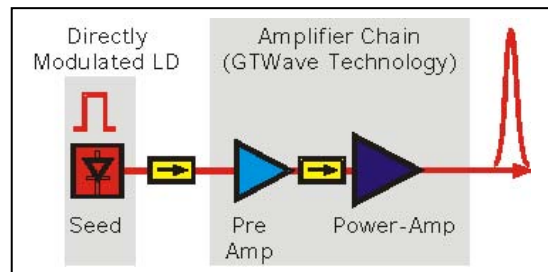 Directly
Modulated LD
Amplifier Chain
(GTWave Technology)
Seed
Pre
Amp
Power-Amp